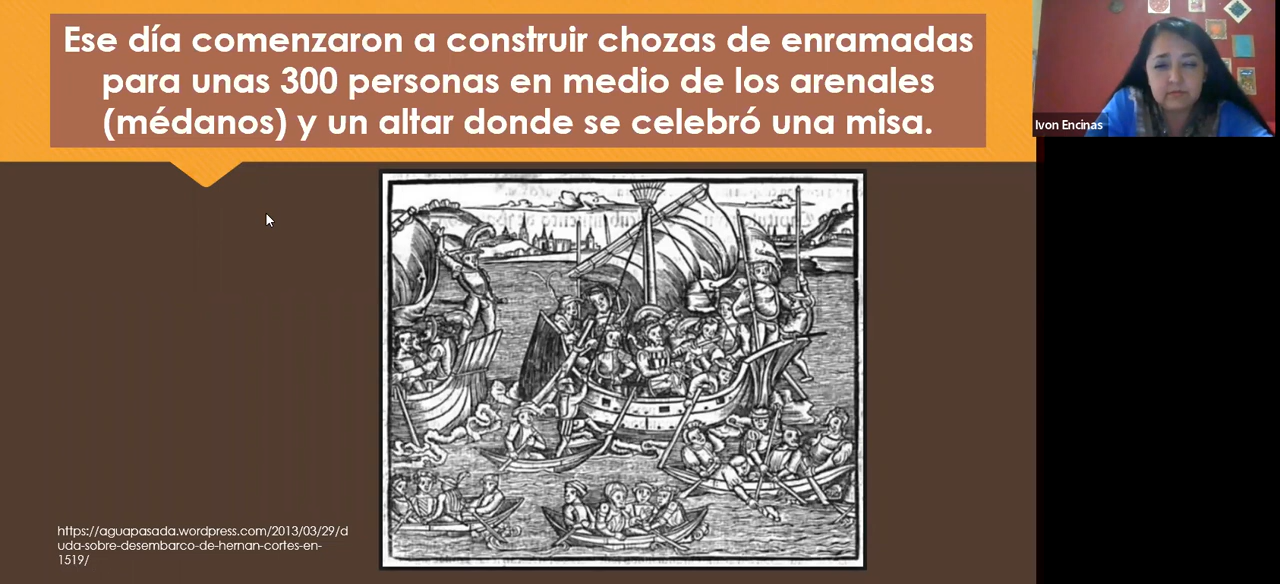 Ese día comenzaron a construir chozas de enramadas
para unas 300 personas en medio de los arenales
(médanos) y un altar donde se celebró una misa.
Ivon Encinas
https://aguapasada.wordpress.com/2013/03/29/d
uda-sobre-desembarco-de-hernan-cortes-en-
1519/